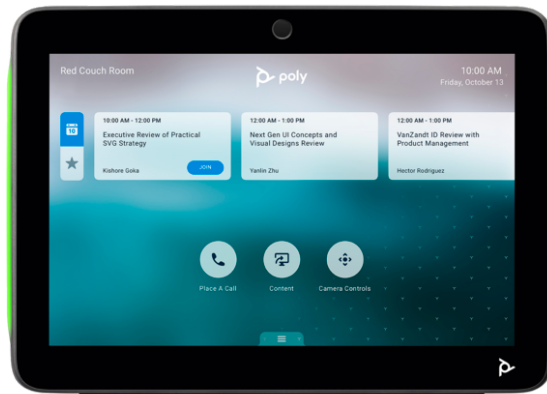 Red Couch Room
poly
10:00 AM
Friday, October 13
10
10:00 AM - 12:00 PM
Executive Review of Practical
SVG Strategy
Kishore Goka
JOIN
12:00 AM - 1:00 PM
Next Gen UI Concepts and
Visual Designs Review
Yanlin Zhu
12:00 AM - 1:00 PM
VanZandt ID Review with
Product Management
Hector Rodriguez
Place A Call
Content
Camera Controls